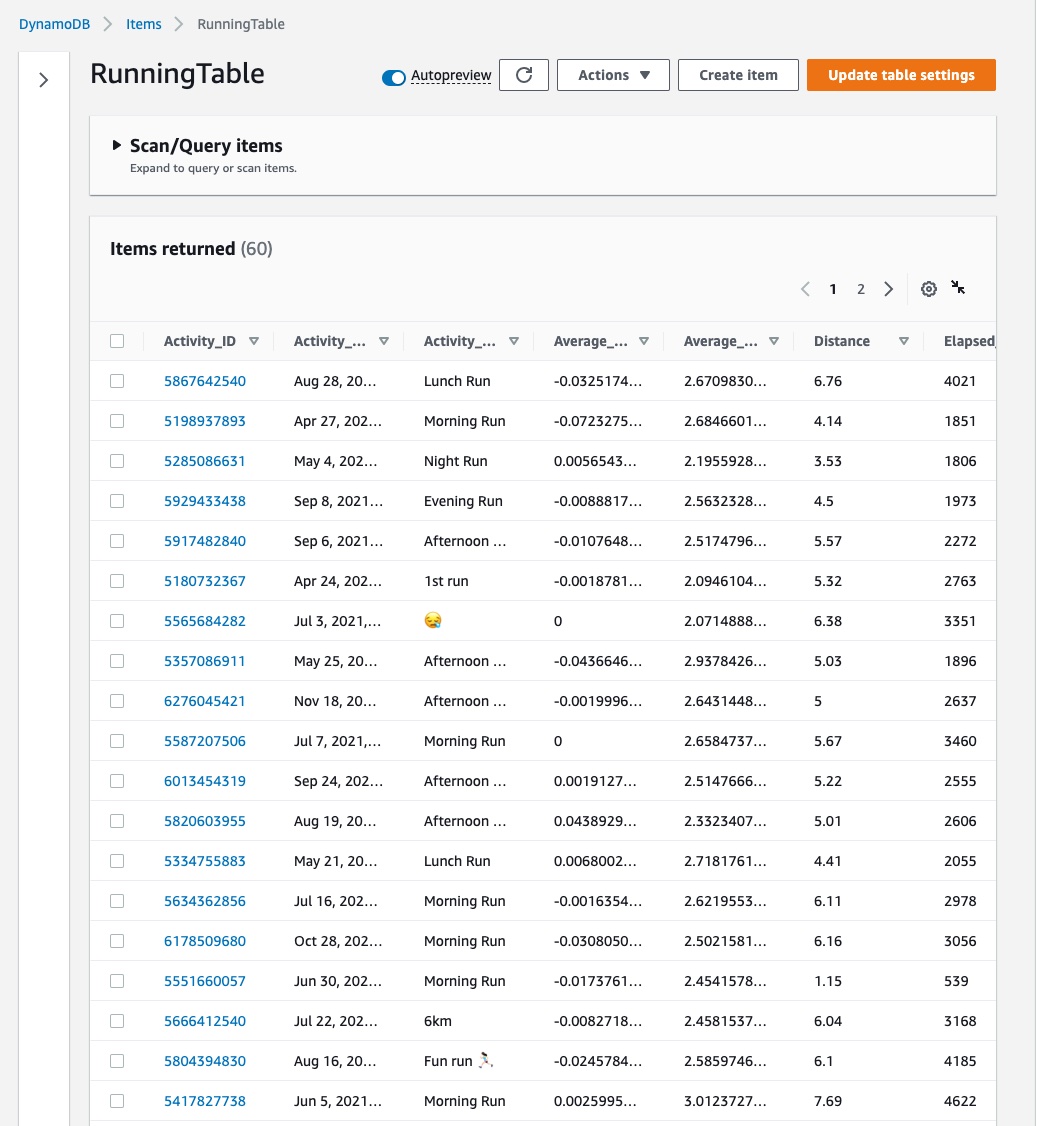 DynamoDB > Items > RunningTable
RunningTable Autopreview Actions Create item Update table settings
Scan/Query items
Expand to query or scan items.
Items returned (60)
1 2
Activity_ID Activity_... Activity_... Average_... Average_... Distance Elapsed_
5867642540 Aug 28, 20... Lunch Run -0.0325174... 2.6709830... 6.76 4021
5198937893 Apr 27, 202... Morning Run -0.0723275... 2.6846601... 4.14 1851
5285086631 May 4, 202... Night Run 0.0056543... 2.1955928... 3.53 1806
5929433438 Sep 8, 2021... Evening Run -0.0088817... 2.5632328... 4.5 1973
5917482840 Sep 6, 2021... Afternoon ... -0.0107648... 2.5174796... 5.57 2272
5180732367 Apr 24, 202... 1st run -0.0018781... 2.0946104... 5.32 2763
5565684282 Jul 3, 2021,... 😪 0 2.0714888... 6.38 3351
5357086911 May 25, 20... Afternoon ... -0.0436646... 2.9378426... 5.03 1896
6276045421 Nov 18, 20... Afternoon ... -0.0019996... 2.6431448... 5 2637
5587207506 Jul 7, 2021,... Morning Run 0 2.6584737... 5.67 3460
6013454319 Sep 24, 202... Afternoon ... 0.0019127... 2.5147666... 5.22 2555
5820603955 Aug 19, 20... Afternoon ... 0.0438929... 2.3323407... 5.01 2606
5334755883 May 21, 20... Lunch Run 0.0068002... 2.7181761... 4.41 2055
5634362856 Jul 16, 202... Morning Run -0.0016354... 2.6219553... 6.11 2978
6178509680 Oct 28, 202... Morning Run -0.0308050... 2.5021581... 6.16 3056
5551660057 Jun 30, 202... Morning Run -0.0173761... 2.4541578... 1.15 539
5666412540 Jul 22, 202... 6km -0.0082718... 2.4581537... 6.04 3168
5804394830 Aug 16, 20... Fun run 🏃🏻 -0.0245784... 2.5859746... 6.1 4185
5417827738 Jun 5, 2021... Morning Run 0.0025995... 3.0123727... 7.69 4622